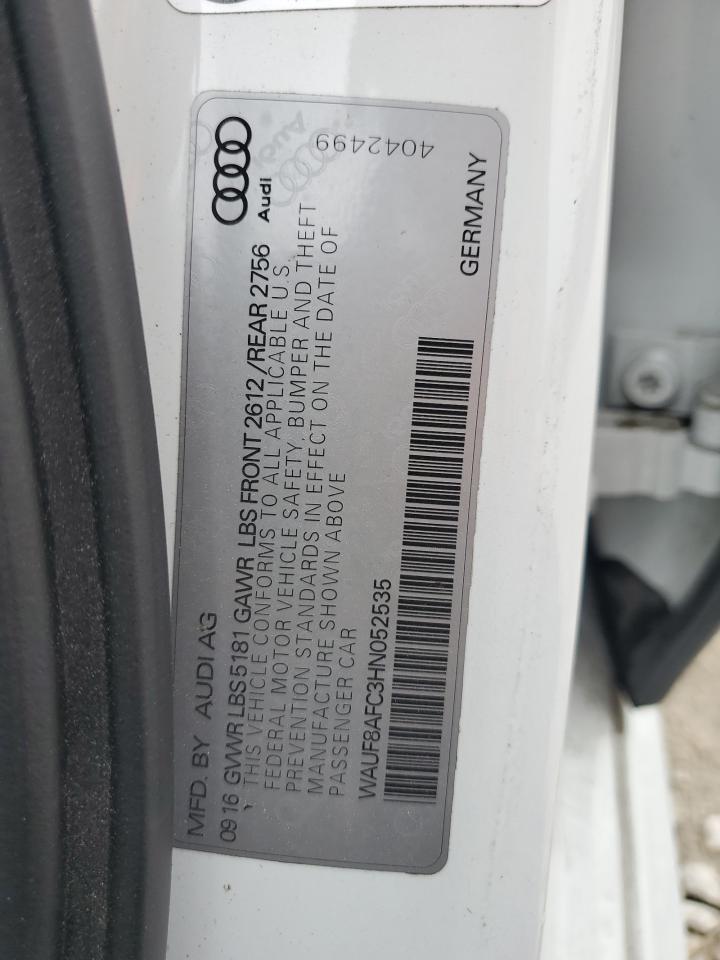 MFD. BY AUDI AG
09 16 GVWR LBS 5181 GAWR LBS FRONT 2612 /REAR 2756
THIS VEHICLE CONFORMS TO ALL APPLICABLE U.S.
FEDERAL MOTOR VEHICLE SAFETY, BUMPER AND THEFT
PREVENTION STANDARDS IN EFFECT ON THE DATE OF
MANUFACTURE SHOWN ABOVE
PASSENGER CAR
WAUF8AFC3HN052535
Audi
4042499
GERMANY